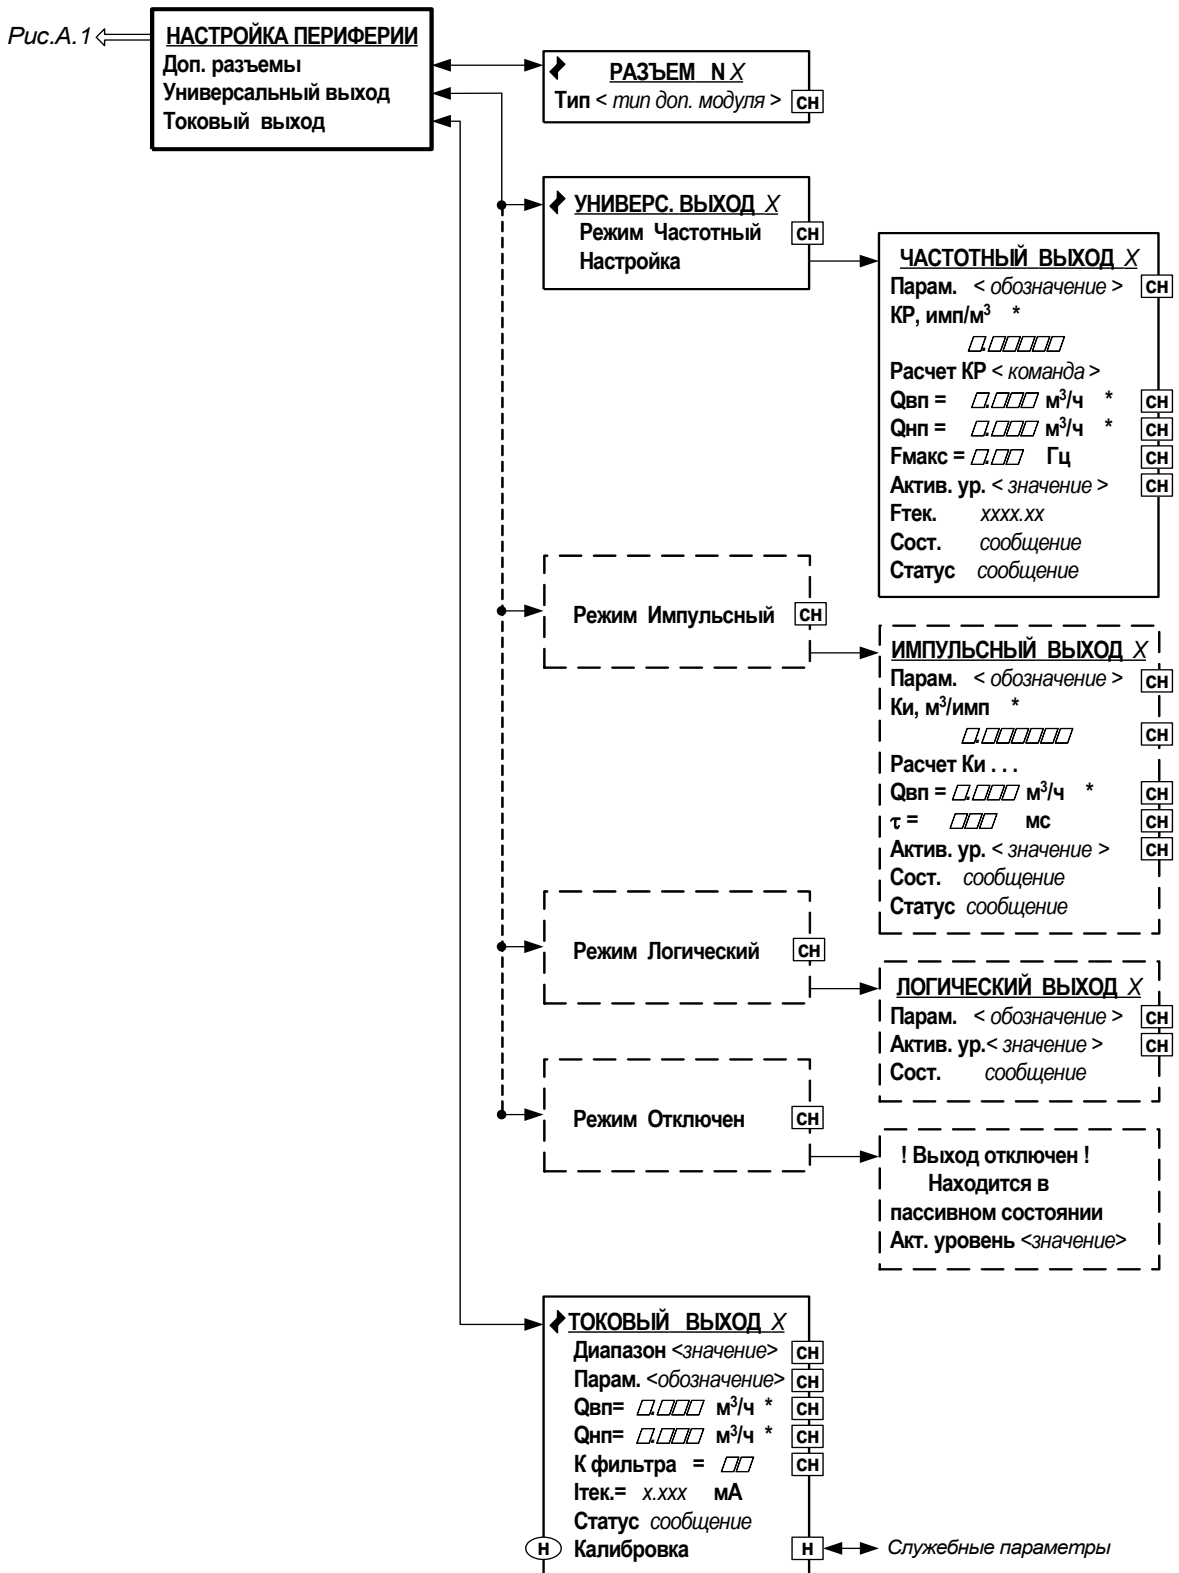 Рис.А.1
НАСТРОЙКА ПЕРИФЕРИИ
Доп. разъемы
Универсальный выход
Токовый выход
РАЗЪЕМ N X
Тип < тип доп. модуля > СН
УНИВЕРС. ВЫХОД X
Режим Частотный СН
Настройка
ЧАСТОТНЫЙ ВЫХОД X
Парам. < обозначение > СН
КР, имп/м³ *
▱.▱▱▱▱▱
Расчет КР < команда >
Qвп = ▱.▱▱▱ м³/ч * СН
Qнп = ▱.▱▱▱ м³/ч * СН
Fмакс = ▱.▱▱ Гц СН
Актив. ур. < значение > СН
Fтек. xxxx.xx
Сост. сообщение
Статус сообщение
Режим Импульсный СН
ИМПУЛЬСНЫЙ ВЫХОД X
Парам. < обозначение > СН
Ки, м³/имп *
▱.▱▱▱▱▱▱ СН
Расчет Ки . . .
Qвп = ▱.▱▱▱ м³/ч * СН
τ = ▱▱▱ мс СН
Актив. ур. < значение > СН
Сост. сообщение
Статус сообщение
Режим Логический СН
ЛОГИЧЕСКИЙ ВЫХОД X
Парам. < обозначение > СН
Актив. ур.< значение > СН
Сост. сообщение
Режим Отключен СН
! Выход отключен !
Находится в
пассивном состоянии
Акт. уровень <значение>
ТОКОВЫЙ ВЫХОД X
Диапазон <значение> СН
Парам. <обозначение> СН
Qвп= ▱.▱▱▱ м³/ч * СН
Qнп= ▱.▱▱▱ м³/ч * СН
К фильтра = ▱▱ СН
Iтек.= x.xxx мА
Статус сообщение
Н Калибровка Н Служебные параметры